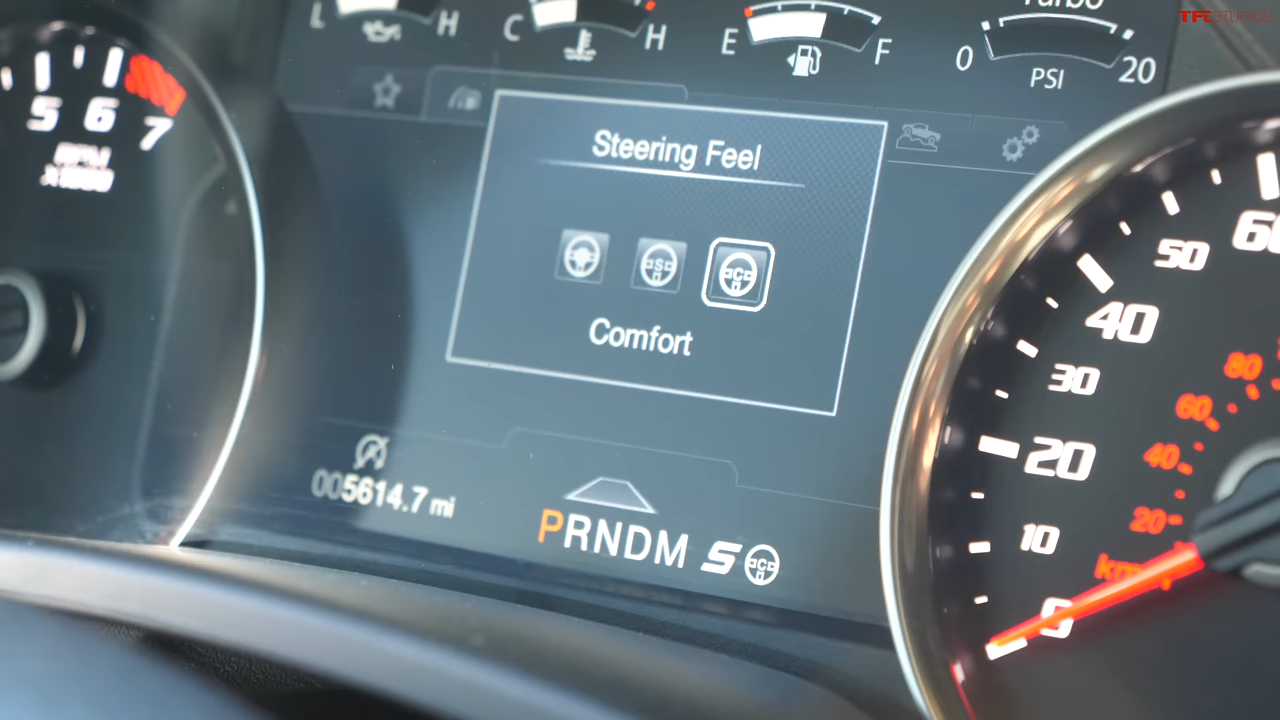 TFLSTUDIOS
L H
C H
E F
Turbo
0 20
PSI
5 6 7
RPM
X1000
Steering Feel
S
C
Comfort
005614.7 mi
PRNDM S C
60
50
40
30
20
10
0
80
60
40
20